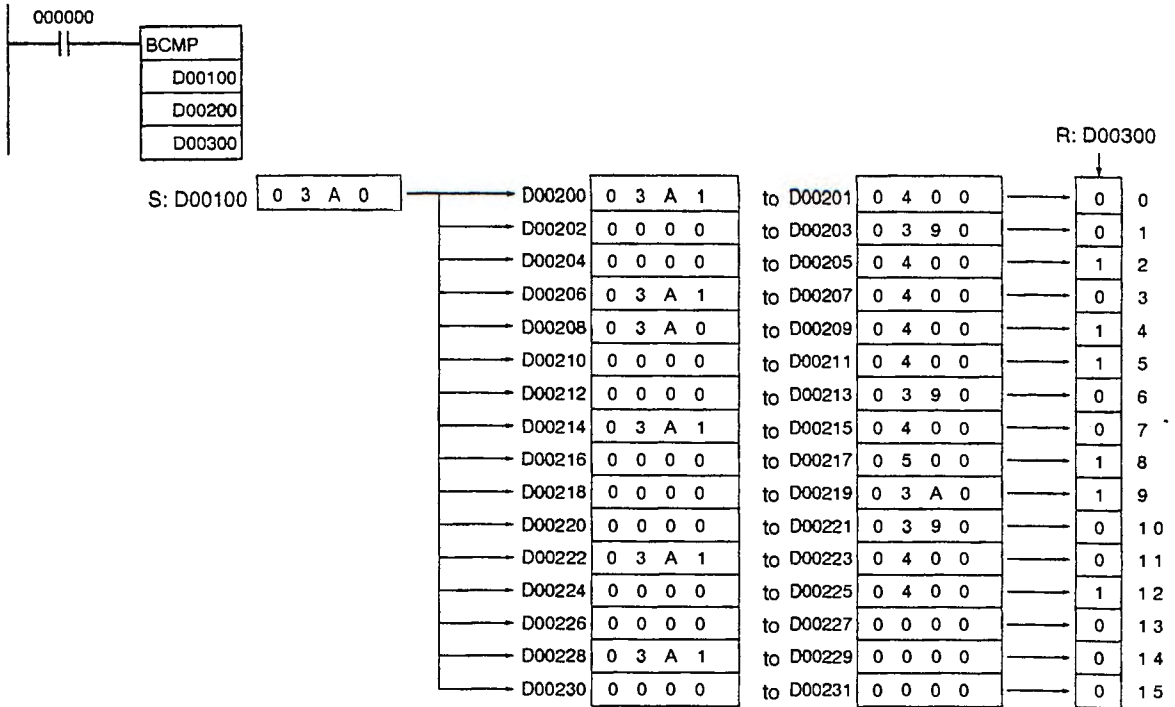 000000
BCMP
D00100
D00200
D00300
R: D00300
S: D00100 0 3 A 0
D00200 0 3 A 1 to D00201 0 4 0 0 0 0
D00202 0 0 0 0 to D00203 0 3 9 0 0 1
D00204 0 0 0 0 to D00205 0 4 0 0 1 2
D00206 0 3 A 1 to D00207 0 4 0 0 0 3
D00208 0 3 A 0 to D00209 0 4 0 0 1 4
D00210 0 0 0 0 to D00211 0 4 0 0 1 5
D00212 0 0 0 0 to D00213 0 3 9 0 0 6
D00214 0 3 A 1 to D00215 0 4 0 0 0 7
D00216 0 0 0 0 to D00217 0 5 0 0 1 8
D00218 0 0 0 0 to D00219 0 3 A 0 1 9
D00220 0 0 0 0 to D00221 0 3 9 0 0 10
D00222 0 3 A 1 to D00223 0 4 0 0 0 11
D00224 0 0 0 0 to D00225 0 4 0 0 1 12
D00226 0 0 0 0 to D00227 0 0 0 0 0 13
D00228 0 3 A 1 to D00229 0 0 0 0 0 14
D00230 0 0 0 0 to D00231 0 0 0 0 0 15